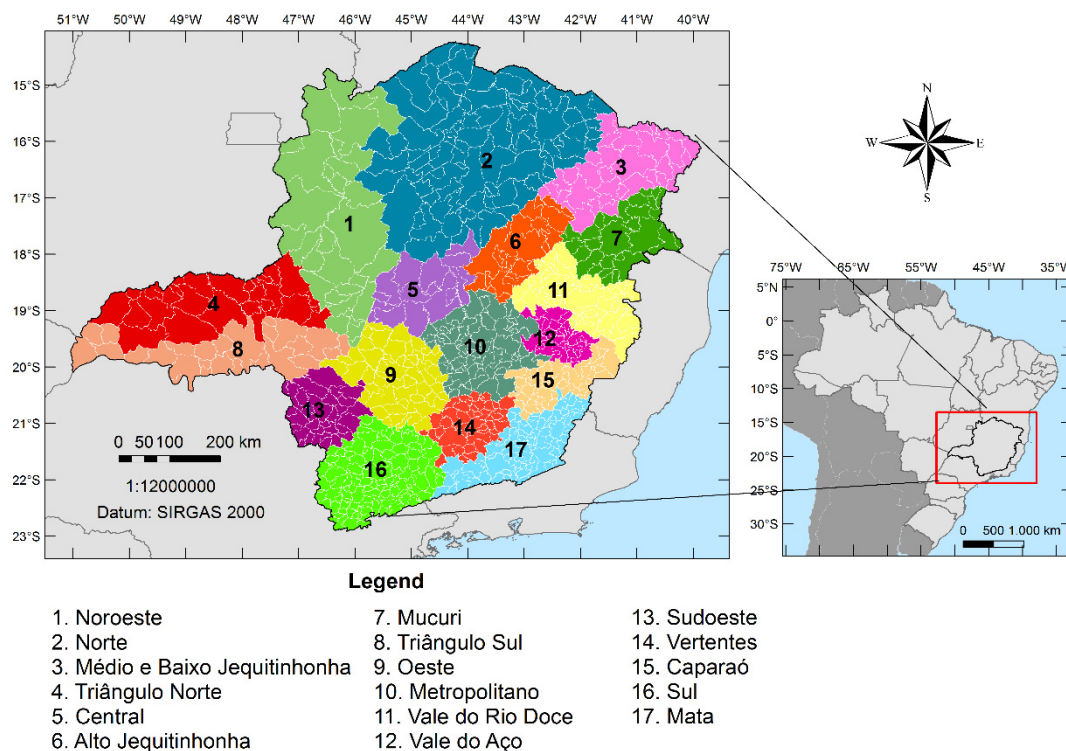 51°W 50°W 49°W 48°W 47°W 46°W 45°W 44°W 43°W 42°W 41°W 40°W
15°S
16°S
17°S
18°S
19°S
20°S
21°S
22°S
23°S
1
2
3
4
5
6
7
8
9
10
11
12
13
14
15
16
17
0 50 100 200 km
1:12000000
Datum: SIRGAS 2000
N
W E
S
75°W 65°W 55°W 45°W 35°W
5°N
0°
5°S
10°S
15°S
20°S
25°S
30°S
0 500 1.000 km
Legend
1. Noroeste
2. Norte
3. Médio e Baixo Jequitinhonha
4. Triângulo Norte
5. Central
6. Alto Jequitinhonha
7. Mucuri
8. Triângulo Sul
9. Oeste
10. Metropolitano
11. Vale do Rio Doce
12. Vale do Aço
13. Sudoeste
14. Vertentes
15. Caparaó
16. Sul
17. Mata